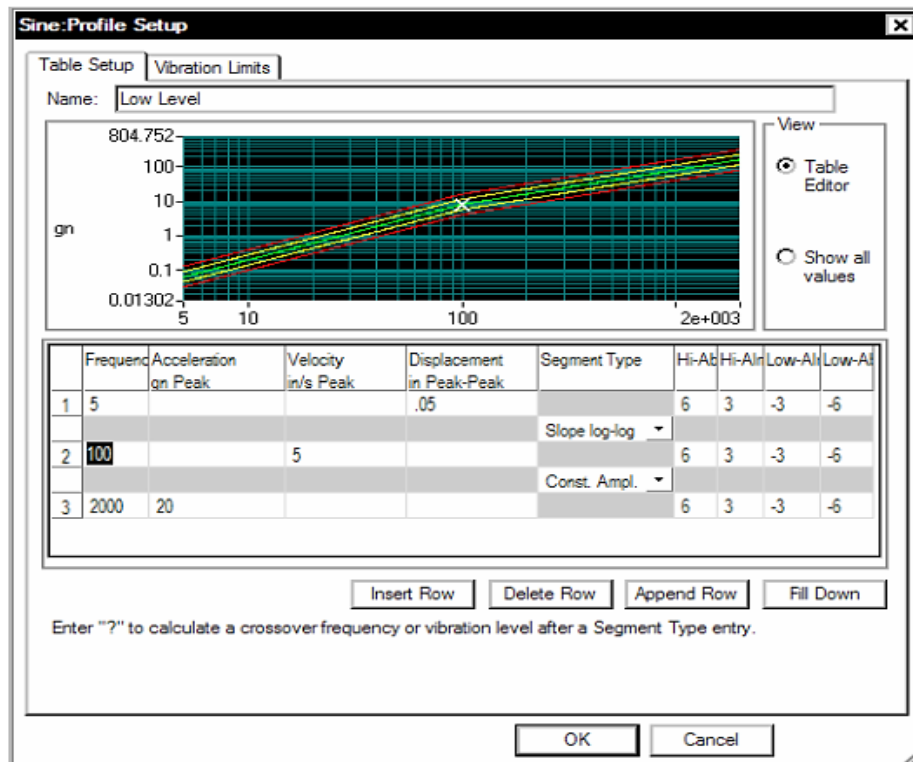 Sine:Profile Setup
Table Setup Vibration Limits
Name: Low Level
View
804.752
100
10
1
0.1
0.01302
gn
5 10 100 2e+003
Table Editor
Show all values
Frequenc Acceleration gn Peak Velocity in/s Peak Displacement in Peak-Peak Segment Type Hi-Ab Hi-Alr Low-Alr Low-Al
1 5 .05 6 3 -3 -6
Slope log-log
2 100 5 6 3 -3 -6
Const. Ampl.
3 2000 20 6 3 -3 -6
Insert Row Delete Row Append Row Fill Down
Enter "?" to calculate a crossover frequency or vibration level after a Segment Type entry.
OK Cancel